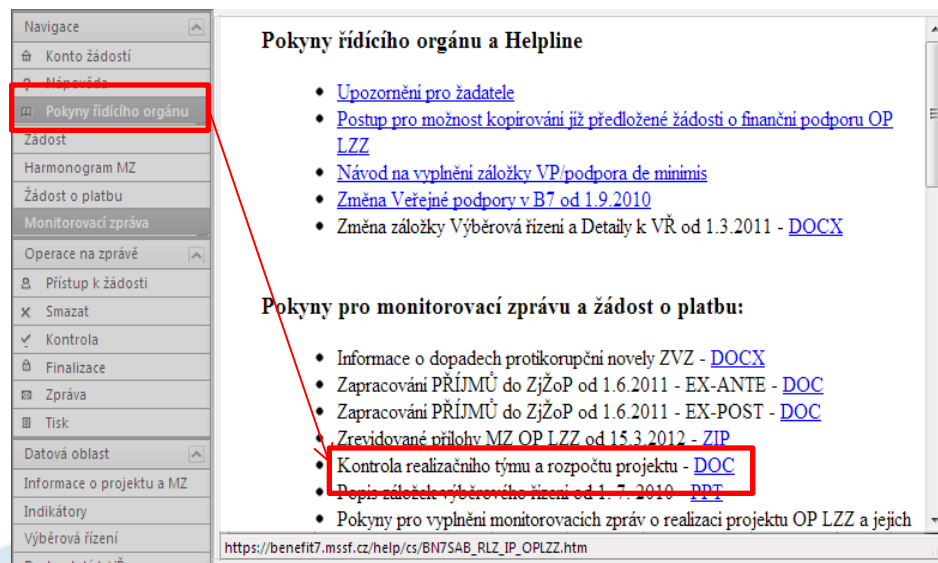 Navigace
Konto žádostí
Nápověda
Pokyny řídícího orgánu
Žádost
Harmonogram MZ
Žádost o platbu
Monitorovací zpráva
Operace na zprávě
Přístup k žádosti
Smazat
Kontrola
Finalizace
Zpráva
Tisk
Datová oblast
Informace o projektu a MZ
Indikátory
Výběrová řízení
Pokyny řídícího orgánu a Helpline
Upozornění pro žadatele
Postup pro možnost kopírování již předložené žádosti o finanční podporu OP
LZZ
Návod na vyplnění záložky VP/podpora de minimis
Změna Veřejné podpory v B7 od 1.9.2010
Změna záložky Výběrová řízení a Detaily k VŘ od 1.3.2011 - DOCX
Pokyny pro monitorovací zprávu a žádost o platbu:
Informace o dopadech protikorupční novely ZVZ - DOCX
Zapracování PŘÍJMŮ do ZjŽoP od 1.6.2011 - EX-ANTE - DOC
Zapracování PŘÍJMŮ do ZjŽoP od 1.6.2011 - EX-POST - DOC
Zrevidované přílohy MZ OP LZZ od 15.3.2012 - ZIP
Kontrola realizačního týmu a rozpočtu projektu - DOC
Popis záložek výběrového řízení od 1. 7. 2010 - PPT
Pokyny pro vyplnění monitorovacích zpráv o realizaci projektu OP LZZ a jejich
https://benefit7.mssf.cz/help/cs/BN7SAB_RLZ_IP_OPLZZ.htm